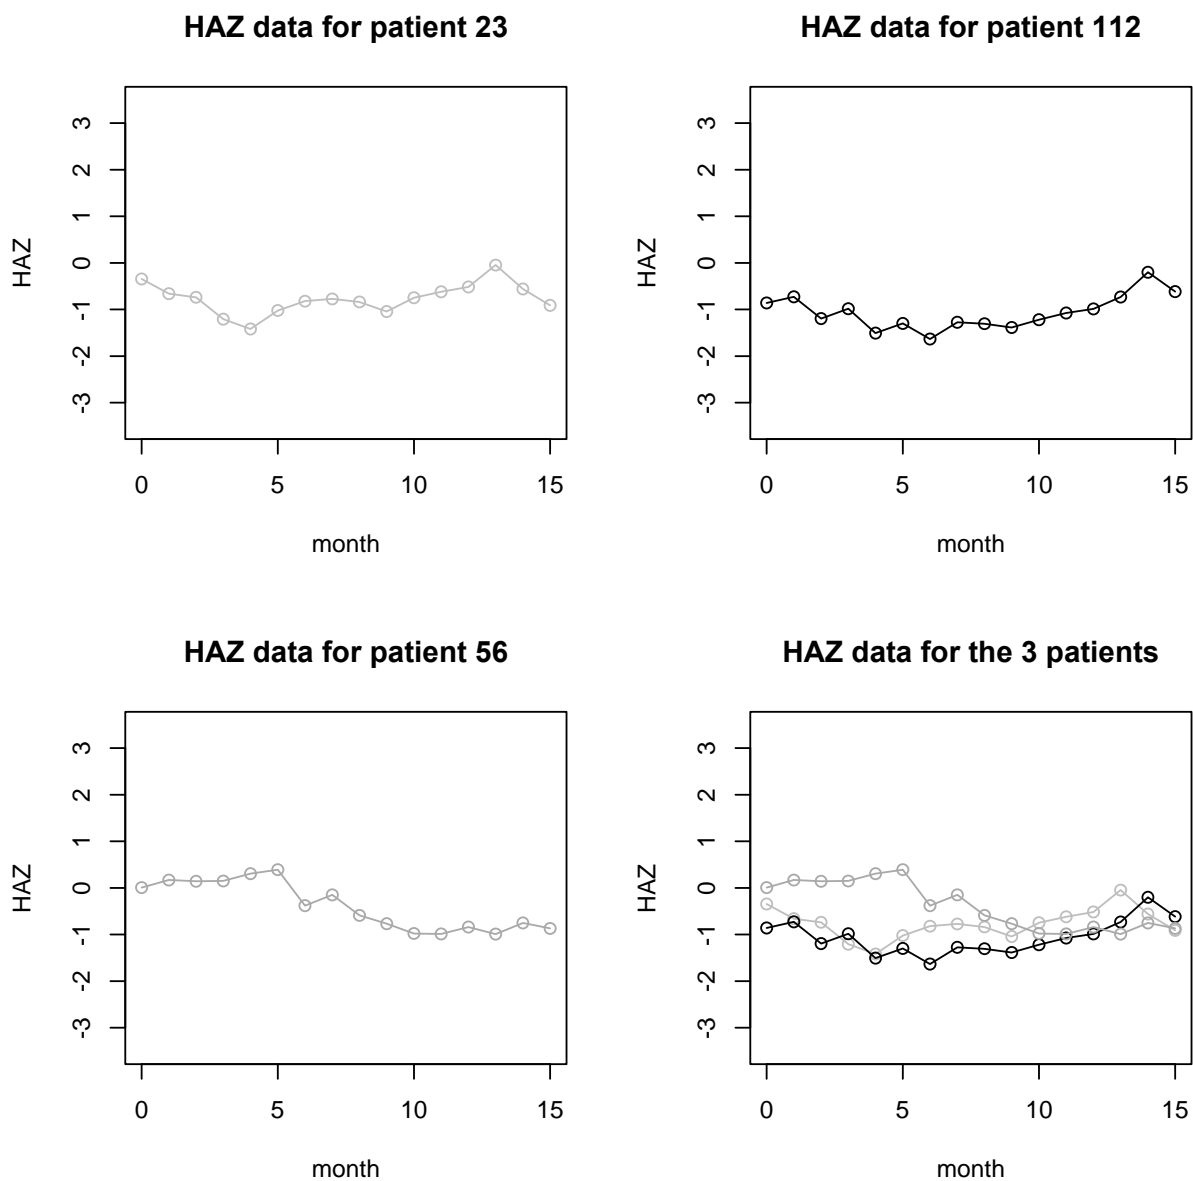 HAZ data for patient 23
HAZ
3
2
1
0
-1
-2
-3
0 5 10 15
month
HAZ data for patient 112
HAZ
3
2
1
0
-1
-2
-3
0 5 10 15
month
HAZ data for patient 56
HAZ
3
2
1
0
-1
-2
-3
0 5 10 15
month
HAZ data for the 3 patients
HAZ
3
2
1
0
-1
-2
-3
0 5 10 15
month